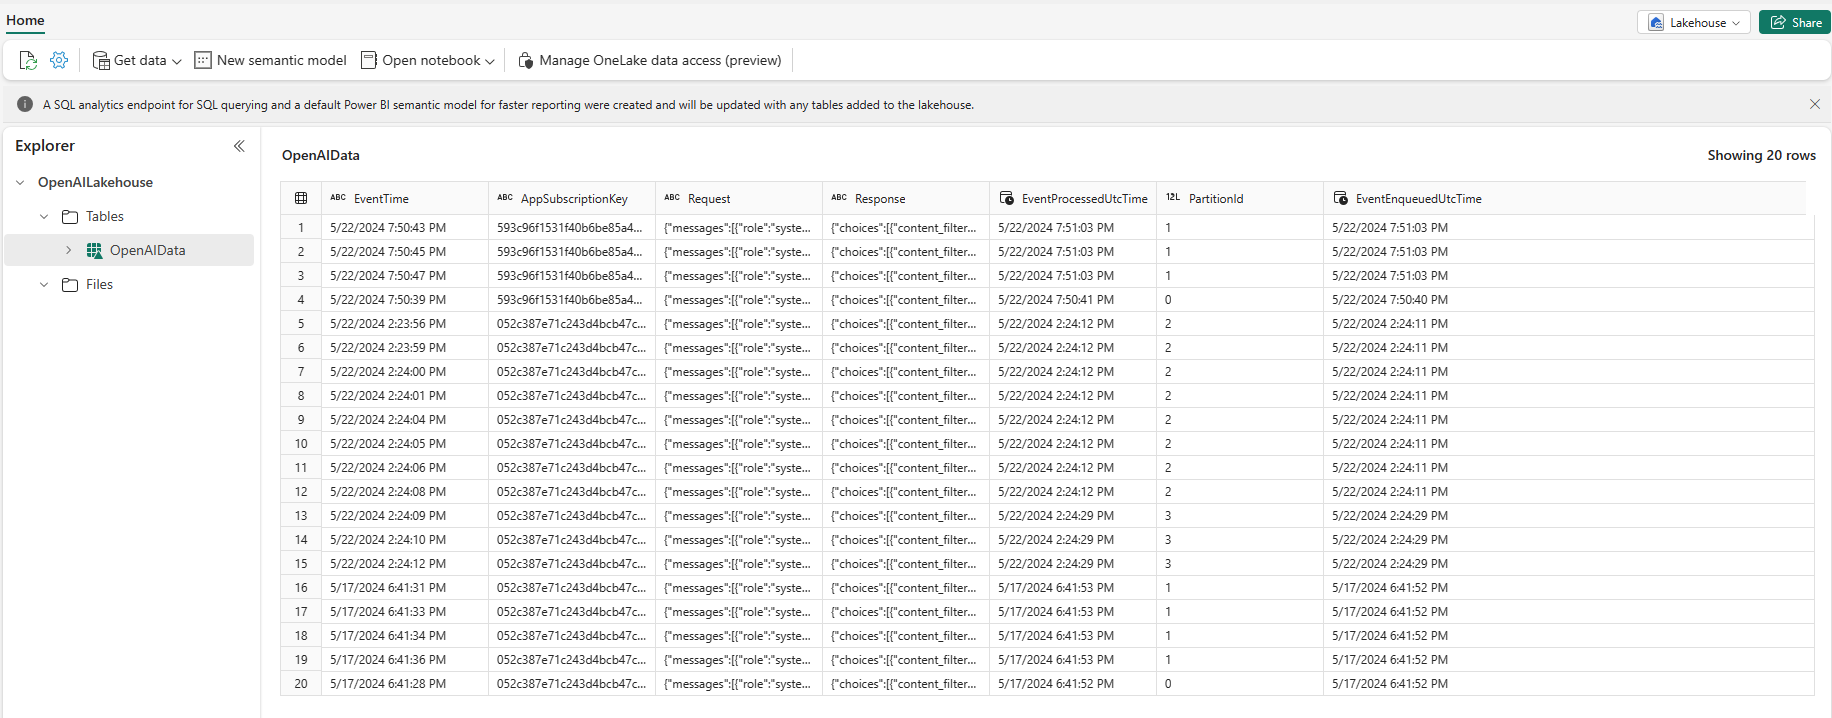 Home
Lakehouse
Share
Get data
New semantic model
Open notebook
Manage OneLake data access (preview)
A SQL analytics endpoint for SQL querying and a default Power BI semantic model for faster reporting were created and will be updated with any tables added to the lakehouse.
Explorer
OpenAILakehouse
Tables
OpenAIData
Files
OpenAIData
Showing 20 rows
ABC EventTime ABC AppSubscriptionKey ABC Request ABC Response EventProcessedUtcTime 12L PartitionId EventEnqueuedUtcTime
1 5/22/2024 7:50:43 PM 593c96f1531f40b6be85a4... {"messages":[{"role":"syste... {"choices":[{"content_filter... 5/22/2024 7:51:03 PM 1 5/22/2024 7:51:03 PM
2 5/22/2024 7:50:45 PM 593c96f1531f40b6be85a4... {"messages":[{"role":"syste... {"choices":[{"content_filter... 5/22/2024 7:51:03 PM 1 5/22/2024 7:51:03 PM
3 5/22/2024 7:50:47 PM 593c96f1531f40b6be85a4... {"messages":[{"role":"syste... {"choices":[{"content_filter... 5/22/2024 7:51:03 PM 1 5/22/2024 7:51:03 PM
4 5/22/2024 7:50:39 PM 593c96f1531f40b6be85a4... {"messages":[{"role":"syste... {"choices":[{"content_filter... 5/22/2024 7:50:41 PM 0 5/22/2024 7:50:40 PM
5 5/22/2024 2:23:56 PM 052c387e71c243d4bcb47c... {"messages":[{"role":"syste... {"choices":[{"content_filter... 5/22/2024 2:24:12 PM 2 5/22/2024 2:24:11 PM
6 5/22/2024 2:23:59 PM 052c387e71c243d4bcb47c... {"messages":[{"role":"syste... {"choices":[{"content_filter... 5/22/2024 2:24:12 PM 2 5/22/2024 2:24:11 PM
7 5/22/2024 2:24:00 PM 052c387e71c243d4bcb47c... {"messages":[{"role":"syste... {"choices":[{"content_filter... 5/22/2024 2:24:12 PM 2 5/22/2024 2:24:11 PM
8 5/22/2024 2:24:01 PM 052c387e71c243d4bcb47c... {"messages":[{"role":"syste... {"choices":[{"content_filter... 5/22/2024 2:24:12 PM 2 5/22/2024 2:24:11 PM
9 5/22/2024 2:24:04 PM 052c387e71c243d4bcb47c... {"messages":[{"role":"syste... {"choices":[{"content_filter... 5/22/2024 2:24:12 PM 2 5/22/2024 2:24:11 PM
10 5/22/2024 2:24:05 PM 052c387e71c243d4bcb47c... {"messages":[{"role":"syste... {"choices":[{"content_filter... 5/22/2024 2:24:12 PM 2 5/22/2024 2:24:11 PM
11 5/22/2024 2:24:06 PM 052c387e71c243d4bcb47c... {"messages":[{"role":"syste... {"choices":[{"content_filter... 5/22/2024 2:24:12 PM 2 5/22/2024 2:24:11 PM
12 5/22/2024 2:24:08 PM 052c387e71c243d4bcb47c... {"messages":[{"role":"syste... {"choices":[{"content_filter... 5/22/2024 2:24:12 PM 2 5/22/2024 2:24:11 PM
13 5/22/2024 2:24:09 PM 052c387e71c243d4bcb47c... {"messages":[{"role":"syste... {"choices":[{"content_filter... 5/22/2024 2:24:29 PM 3 5/22/2024 2:24:29 PM
14 5/22/2024 2:24:10 PM 052c387e71c243d4bcb47c... {"messages":[{"role":"syste... {"choices":[{"content_filter... 5/22/2024 2:24:29 PM 3 5/22/2024 2:24:29 PM
15 5/22/2024 2:24:12 PM 052c387e71c243d4bcb47c... {"messages":[{"role":"syste... {"choices":[{"content_filter... 5/22/2024 2:24:29 PM 3 5/22/2024 2:24:29 PM
16 5/17/2024 6:41:31 PM 052c387e71c243d4bcb47c... {"messages":[{"role":"syste... {"choices":[{"content_filter... 5/17/2024 6:41:53 PM 1 5/17/2024 6:41:52 PM
17 5/17/2024 6:41:33 PM 052c387e71c243d4bcb47c... {"messages":[{"role":"syste... {"choices":[{"content_filter... 5/17/2024 6:41:53 PM 1 5/17/2024 6:41:52 PM
18 5/17/2024 6:41:34 PM 052c387e71c243d4bcb47c... {"messages":[{"role":"syste... {"choices":[{"content_filter... 5/17/2024 6:41:53 PM 1 5/17/2024 6:41:52 PM
19 5/17/2024 6:41:36 PM 052c387e71c243d4bcb47c... {"messages":[{"role":"syste... {"choices":[{"content_filter... 5/17/2024 6:41:53 PM 1 5/17/2024 6:41:52 PM
20 5/17/2024 6:41:28 PM 052c387e71c243d4bcb47c... {"messages":[{"role":"syste... {"choices":[{"content_filter... 5/17/2024 6:41:52 PM 0 5/17/2024 6:41:52 PM